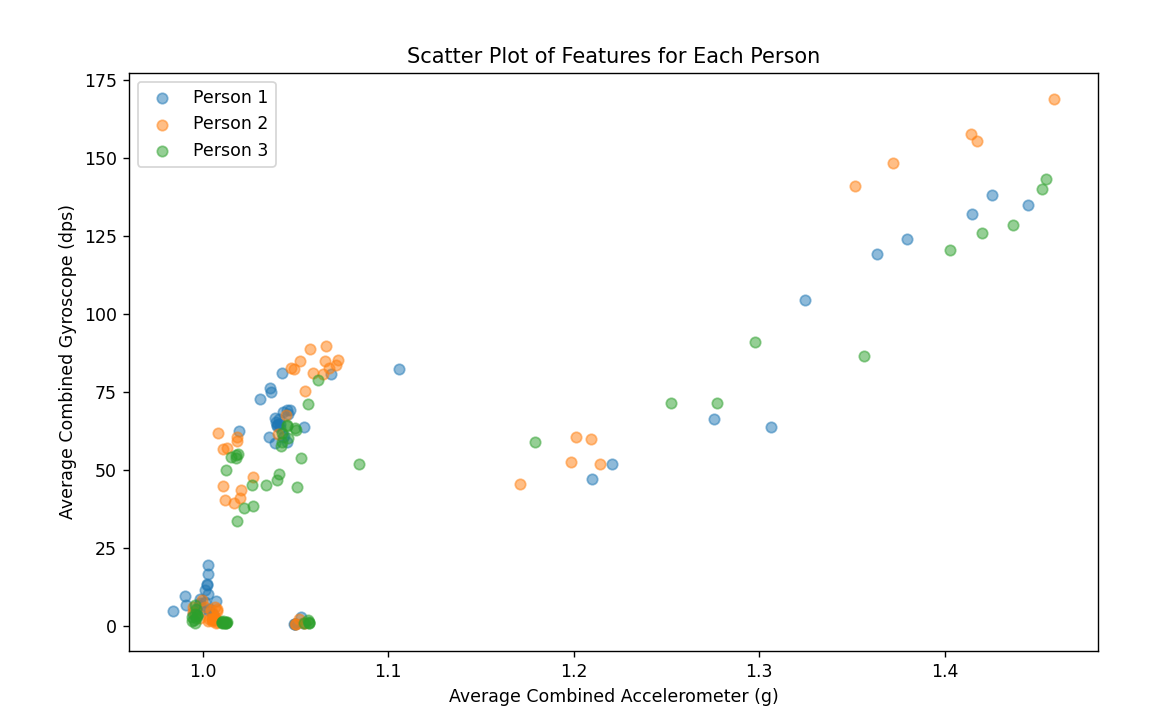 Scatter Plot of Features for Each Person
Person 1
Person 2
Person 3
175
150
125
100
75
50
25
0
Average Combined Gyroscope (dps)
1.0
1.1
1.2
1.3
1.4
Average Combined Accelerometer (g)